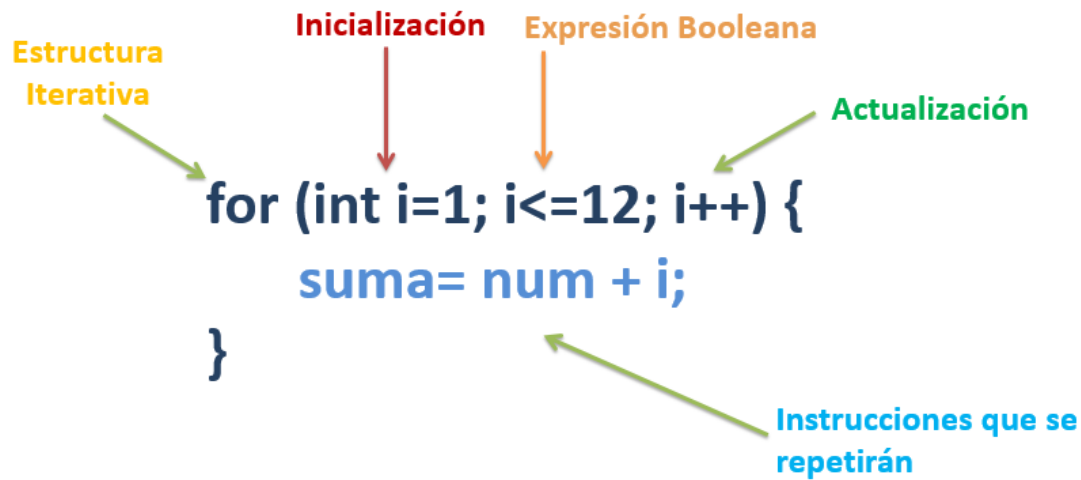 Inicialización
Expresión Booleana
Estructura
Iterativa
Actualización
for (int i=1; i<=12; i++) {
suma= num + i;
}
Instrucciones que se
repetirán